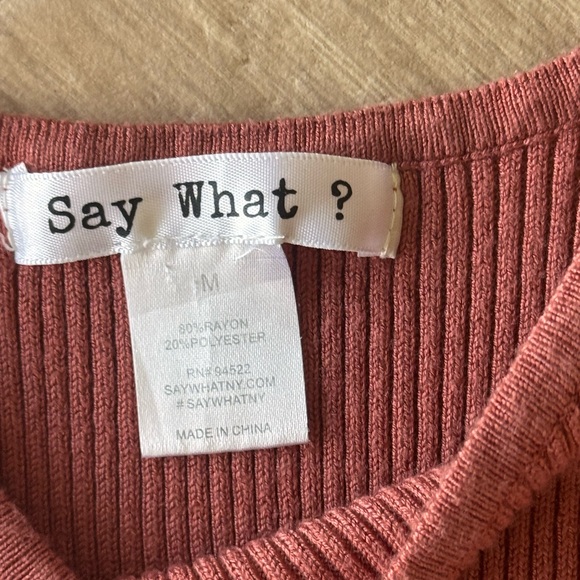 Say What ?
M
80%RAYON
20%POLYESTER
RN# 94522
SAYWHATNY.COM
#SAYWHATNY
MADE IN CHINA